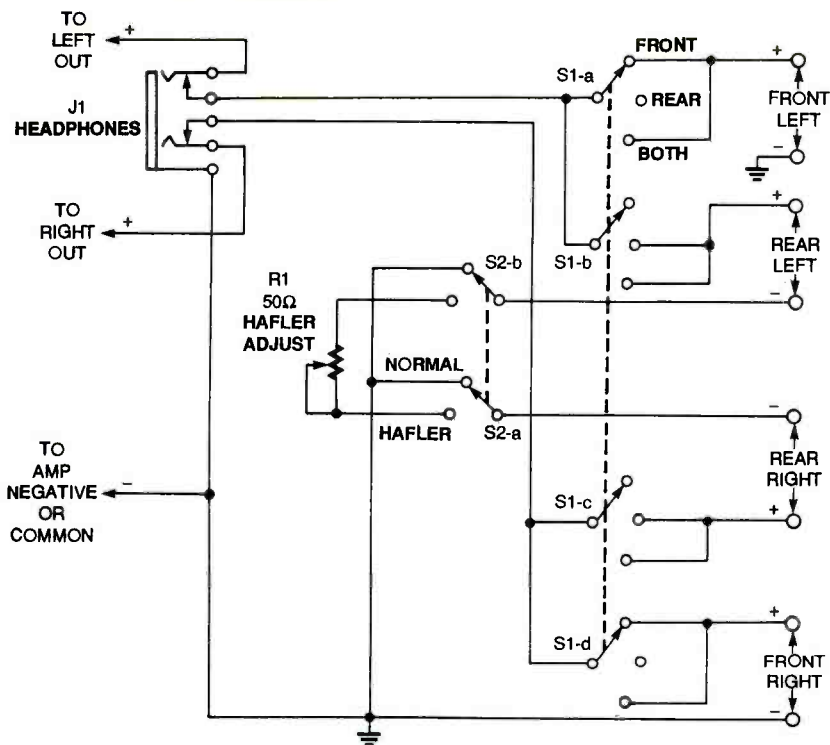 TO
LEFT
OUT
+
J1
HEADPHONES
TO
RIGHT
OUT
+
S1-a
FRONT
REAR
BOTH
+
FRONT
LEFT
−
S1-b
+
REAR
LEFT
−
R1
50Ω
HAFLER
ADJUST
S2-b
NORMAL
HAFLER
S2-a
−
REAR
RIGHT
+
TO
AMP
NEGATIVE
OR
COMMON
−
S1-c
S1-d
+
FRONT
RIGHT
−